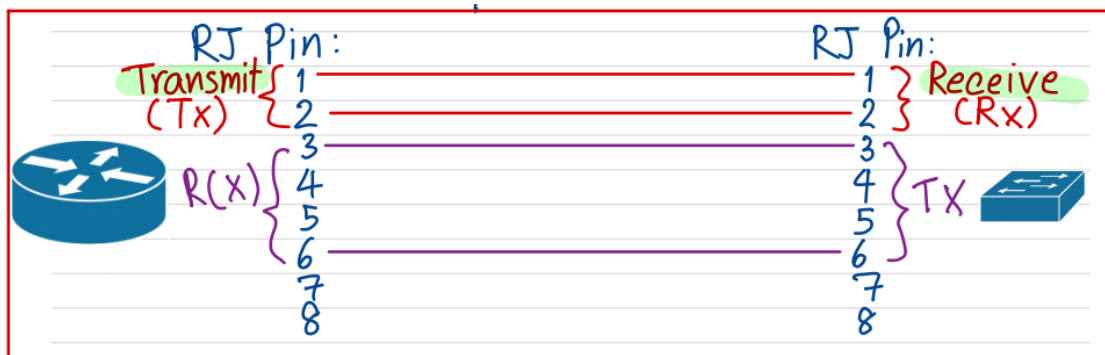 RJ Pin: RJ Pin:
Transmit 1 1 Receive
(Tx) 2 2 (Rx)
3 3
R(X) 4 4 TX
5 5
6 6
7 7
8 8